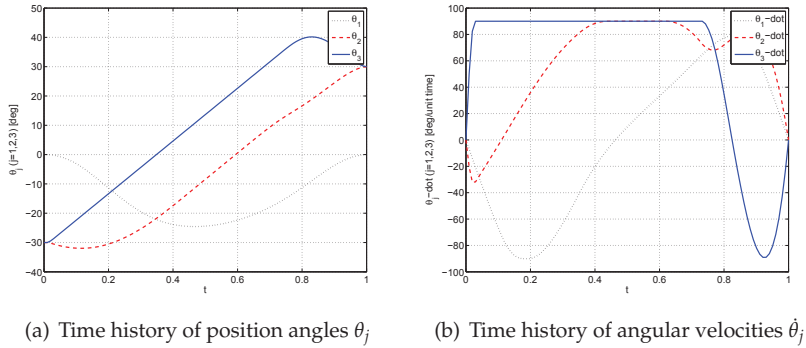 50
40
30
20
10
0
−10
−20
−30
−40
0
0.2
0.4
0.6
0.8
1
t
θj (j=1,2,3) [deg]
θ1
θ2
θ3
(a) Time history of position angles θj
100
80
60
40
20
0
−20
−40
−60
−80
−100
0
0.2
0.4
0.6
0.8
1
t
θj−dot (j=1,2,3) [deg/unit time]
θ1−dot
θ2−dot
θ3−dot
(b) Time history of angular velocities θ̇j